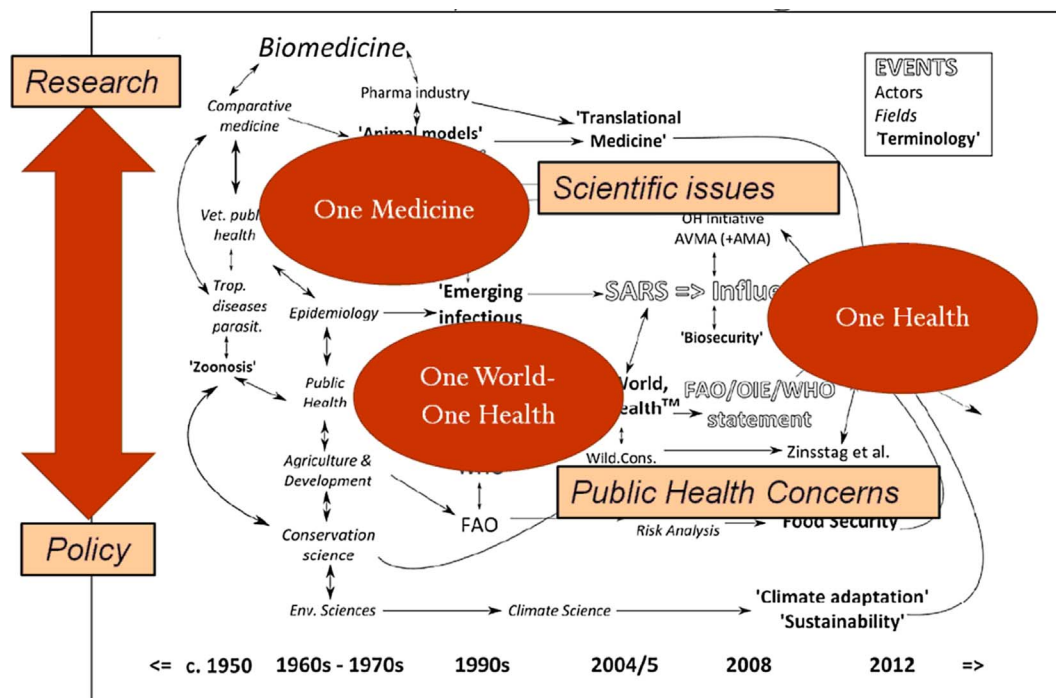 Research
Biomedicine
EVENTS
Actors
Fields
'Terminology'
Pharma industry
Comparative
medicine
'Translational
Medicine'
'Animal models'
One Medicine
Scientific issues
OH Initiative
AVMA (+AMA)
Vet.
health
Trop.
diseases
parasit.
Epidemiology
'Emerging
infectious
SARS =>
'Biosecurity'
One Health
'Zoonosis'
Public
Health
One World-
One Health
FAO/OIE/WHO
statement
Agriculture &
Development
Wild.Cons.
Zinsstag et al.
Public Health Concerns
FAO
Risk Analysis
'Food Security'
Policy
Conservation
science
Env. Sciences
Climate Science
'Climate adaptation'
'Sustainability'
<= c. 1950 1960s - 1970s 1990s 2004/5 2008 2012 =>